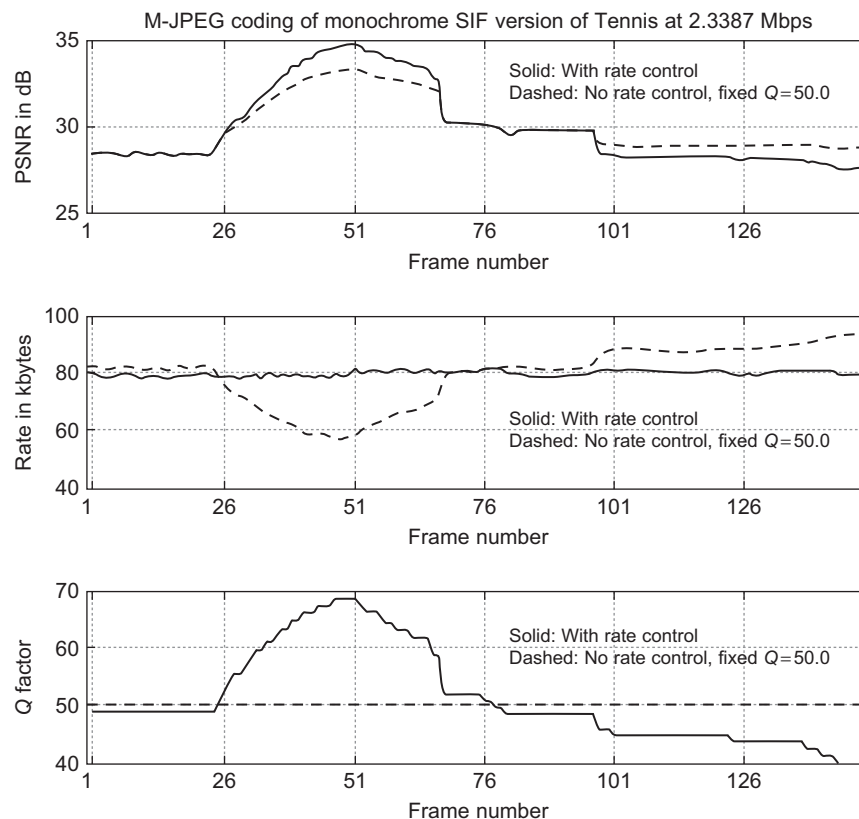 M-JPEG coding of monochrome SIF version of Tennis at 2.3387 Mbps
35
30
25
PSNR in dB
Solid: With rate control
Dashed: No rate control, fixed Q=50.0
1 26 51 76 101 126
Frame number
100
80
60
40
Rate in kbytes
Solid: With rate control
Dashed: No rate control, fixed Q=50.0
1 26 51 76 101 126
Frame number
70
60
50
40
Q factor
Solid: With rate control
Dashed: No rate control, fixed Q=50.0
1 26 51 76 101 126
Frame number